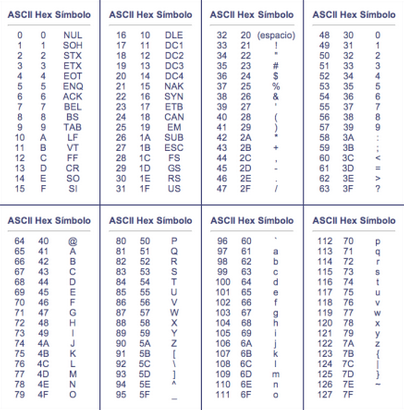 ASCII Hex Símbolo
0 0 NUL
1 1 SOH
2 2 STX
3 3 ETX
4 4 EOT
5 5 ENQ
6 6 ACK
7 7 BEL
8 8 BS
9 9 TAB
10 A LF
11 B VT
12 C FF
13 D CR
14 E SO
15 F SI
ASCII Hex Símbolo
16 10 DLE
17 11 DC1
18 12 DC2
19 13 DC3
20 14 DC4
21 15 NAK
22 16 SYN
23 17 ETB
24 18 CAN
25 19 EM
26 1A SUB
27 1B ESC
28 1C FS
29 1D GS
30 1E RS
31 1F US
ASCII Hex Símbolo
32 20 (espacio)
33 21 !
34 22 "
35 23 #
36 24 $
37 25 %
38 26 &
39 27 '
40 28 (
41 29 )
42 2A *
43 2B +
44 2C ,
45 2D -
46 2E .
47 2F /
ASCII Hex Símbolo
48 30 0
49 31 1
50 32 2
51 33 3
52 34 4
53 35 5
54 36 6
55 37 7
56 38 8
57 39 9
58 3A :
59 3B ;
60 3C <
61 3D =
62 3E >
63 3F ?
ASCII Hex Símbolo
64 40 @
65 41 A
66 42 B
67 43 C
68 44 D
69 45 E
70 46 F
71 47 G
72 48 H
73 49 I
74 4A J
75 4B K
76 4C L
77 4D M
78 4E N
79 4F O
ASCII Hex Símbolo
80 50 P
81 51 Q
82 52 R
83 53 S
84 54 T
85 55 U
86 56 V
87 57 W
88 58 X
89 59 Y
90 5A Z
91 5B [
92 5C \
93 5D ]
94 5E ^
95 5F _
ASCII Hex Símbolo
96 60 `
97 61 a
98 62 b
99 63 c
100 64 d
101 65 e
102 66 f
103 67 g
104 68 h
105 69 i
106 6A j
107 6B k
108 6C l
109 6D m
110 6E n
111 6F o
ASCII Hex Símbolo
112 70 p
113 71 q
114 72 r
115 73 s
116 74 t
117 75 u
118 76 v
119 77 w
120 78 x
121 79 y
122 7A z
123 7B {
124 7C |
125 7D }
126 7E ~
127 7F